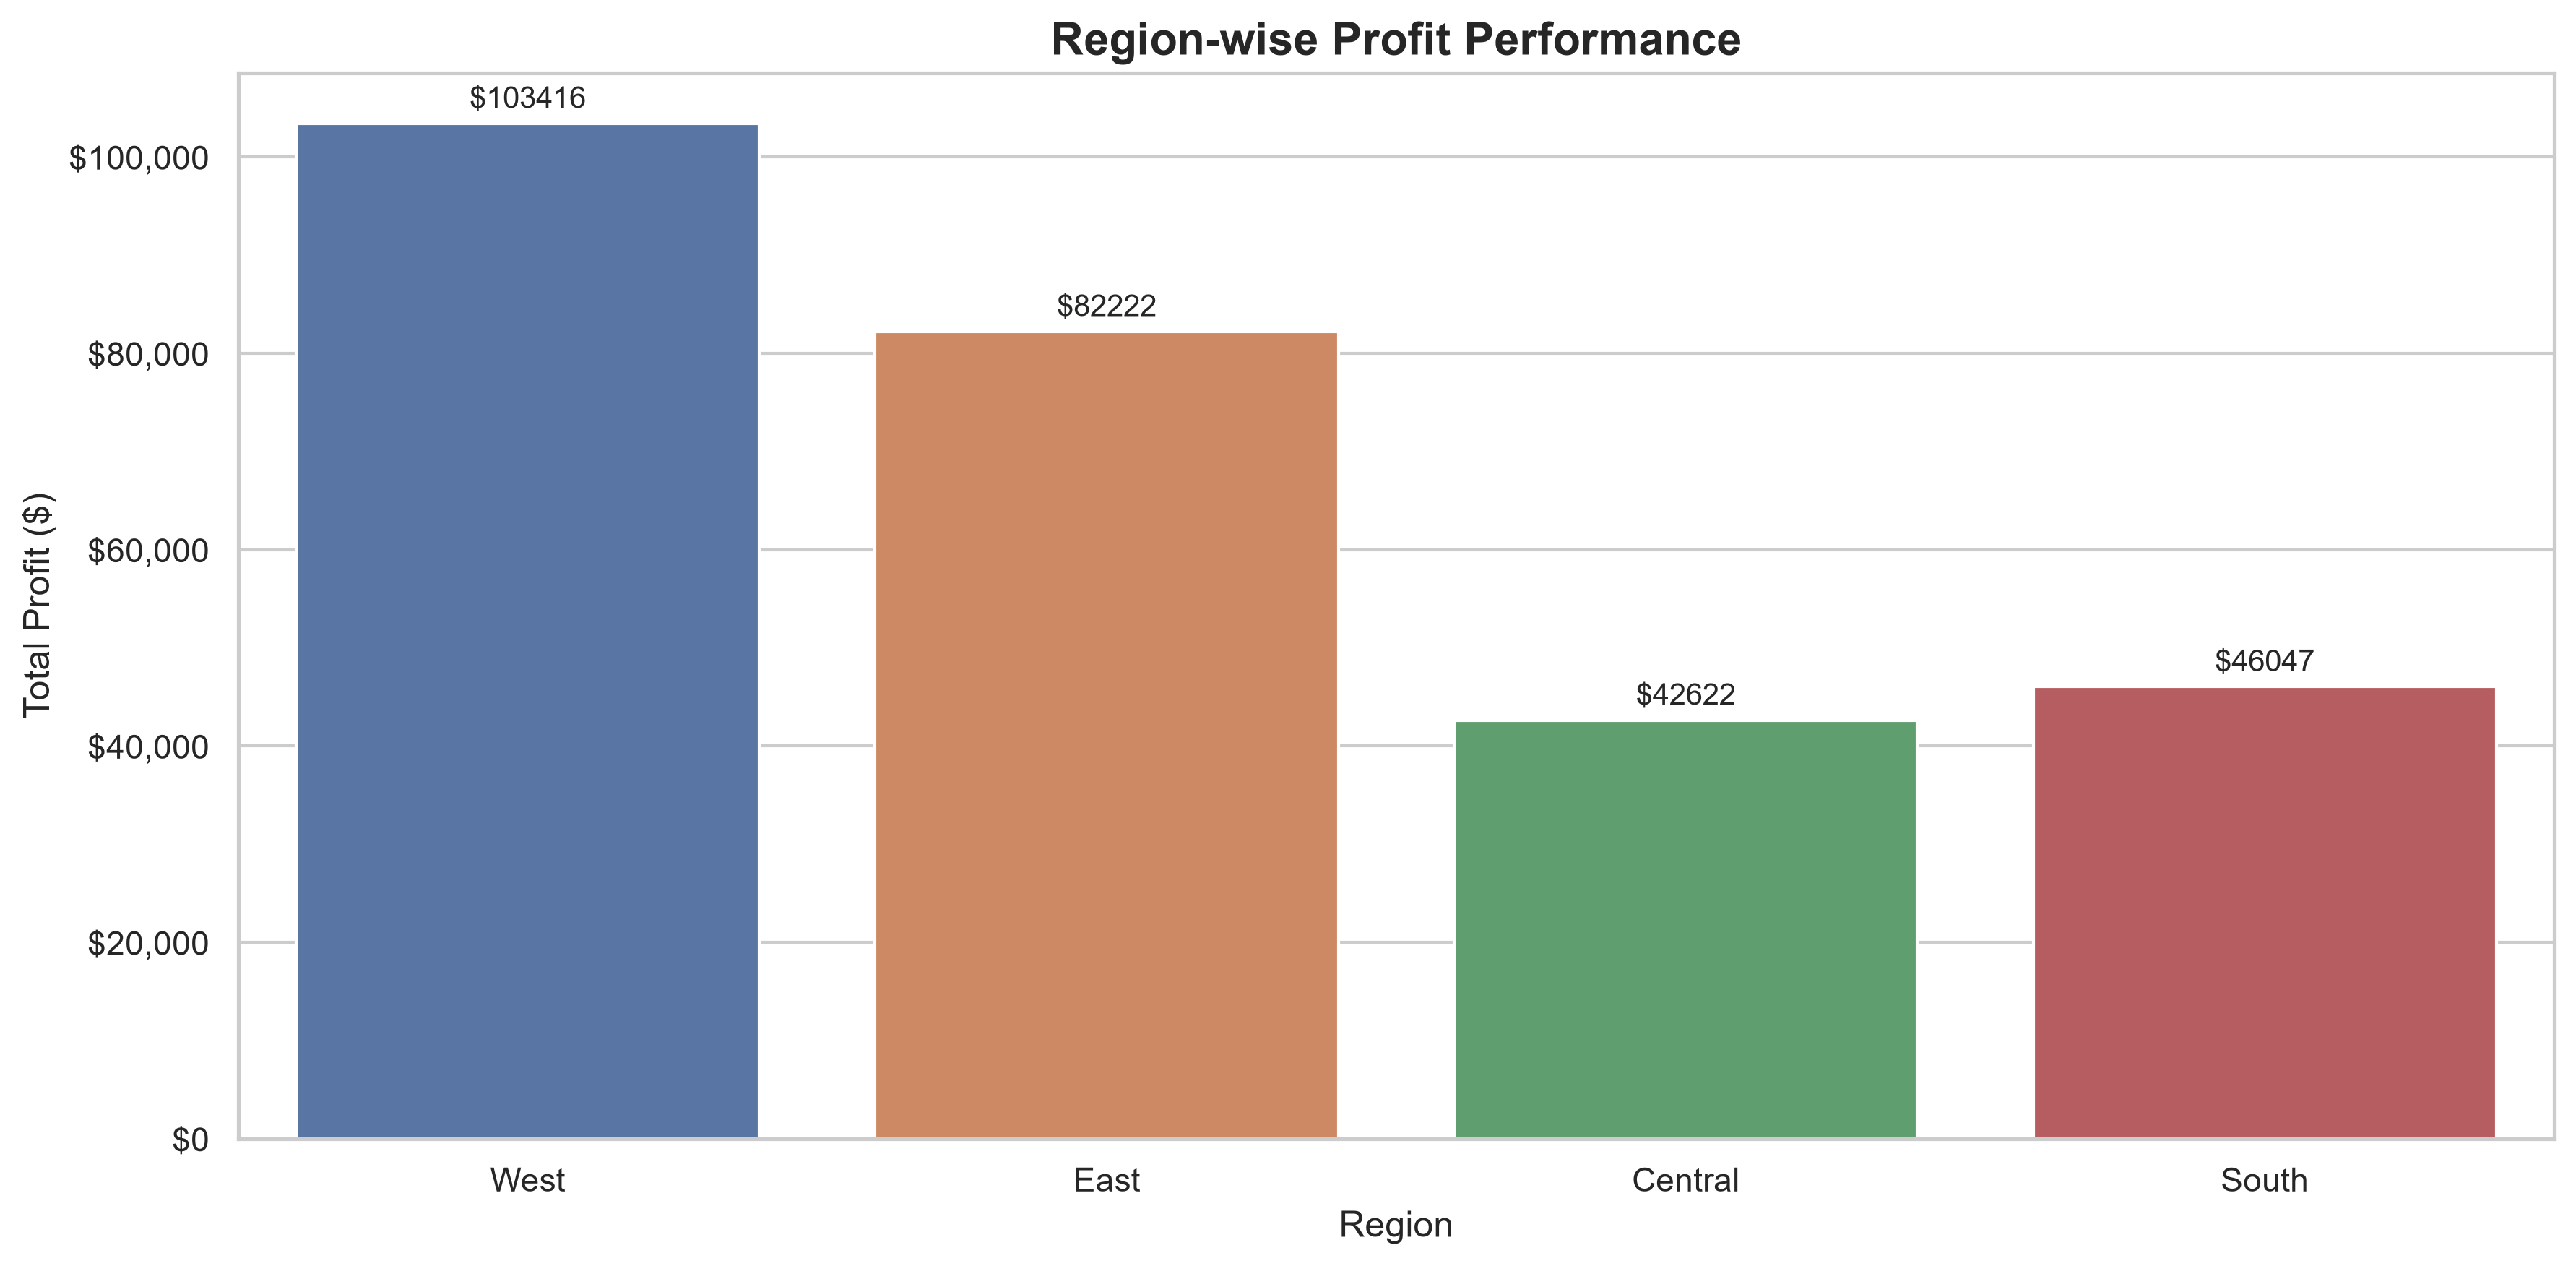 Region-wise Profit Performance
$103416
$100,000
$82222
$80,000
$60,000
Total Profit ($)
$46047
$42622
$40,000
$20,000
$0
West East Central South
Region